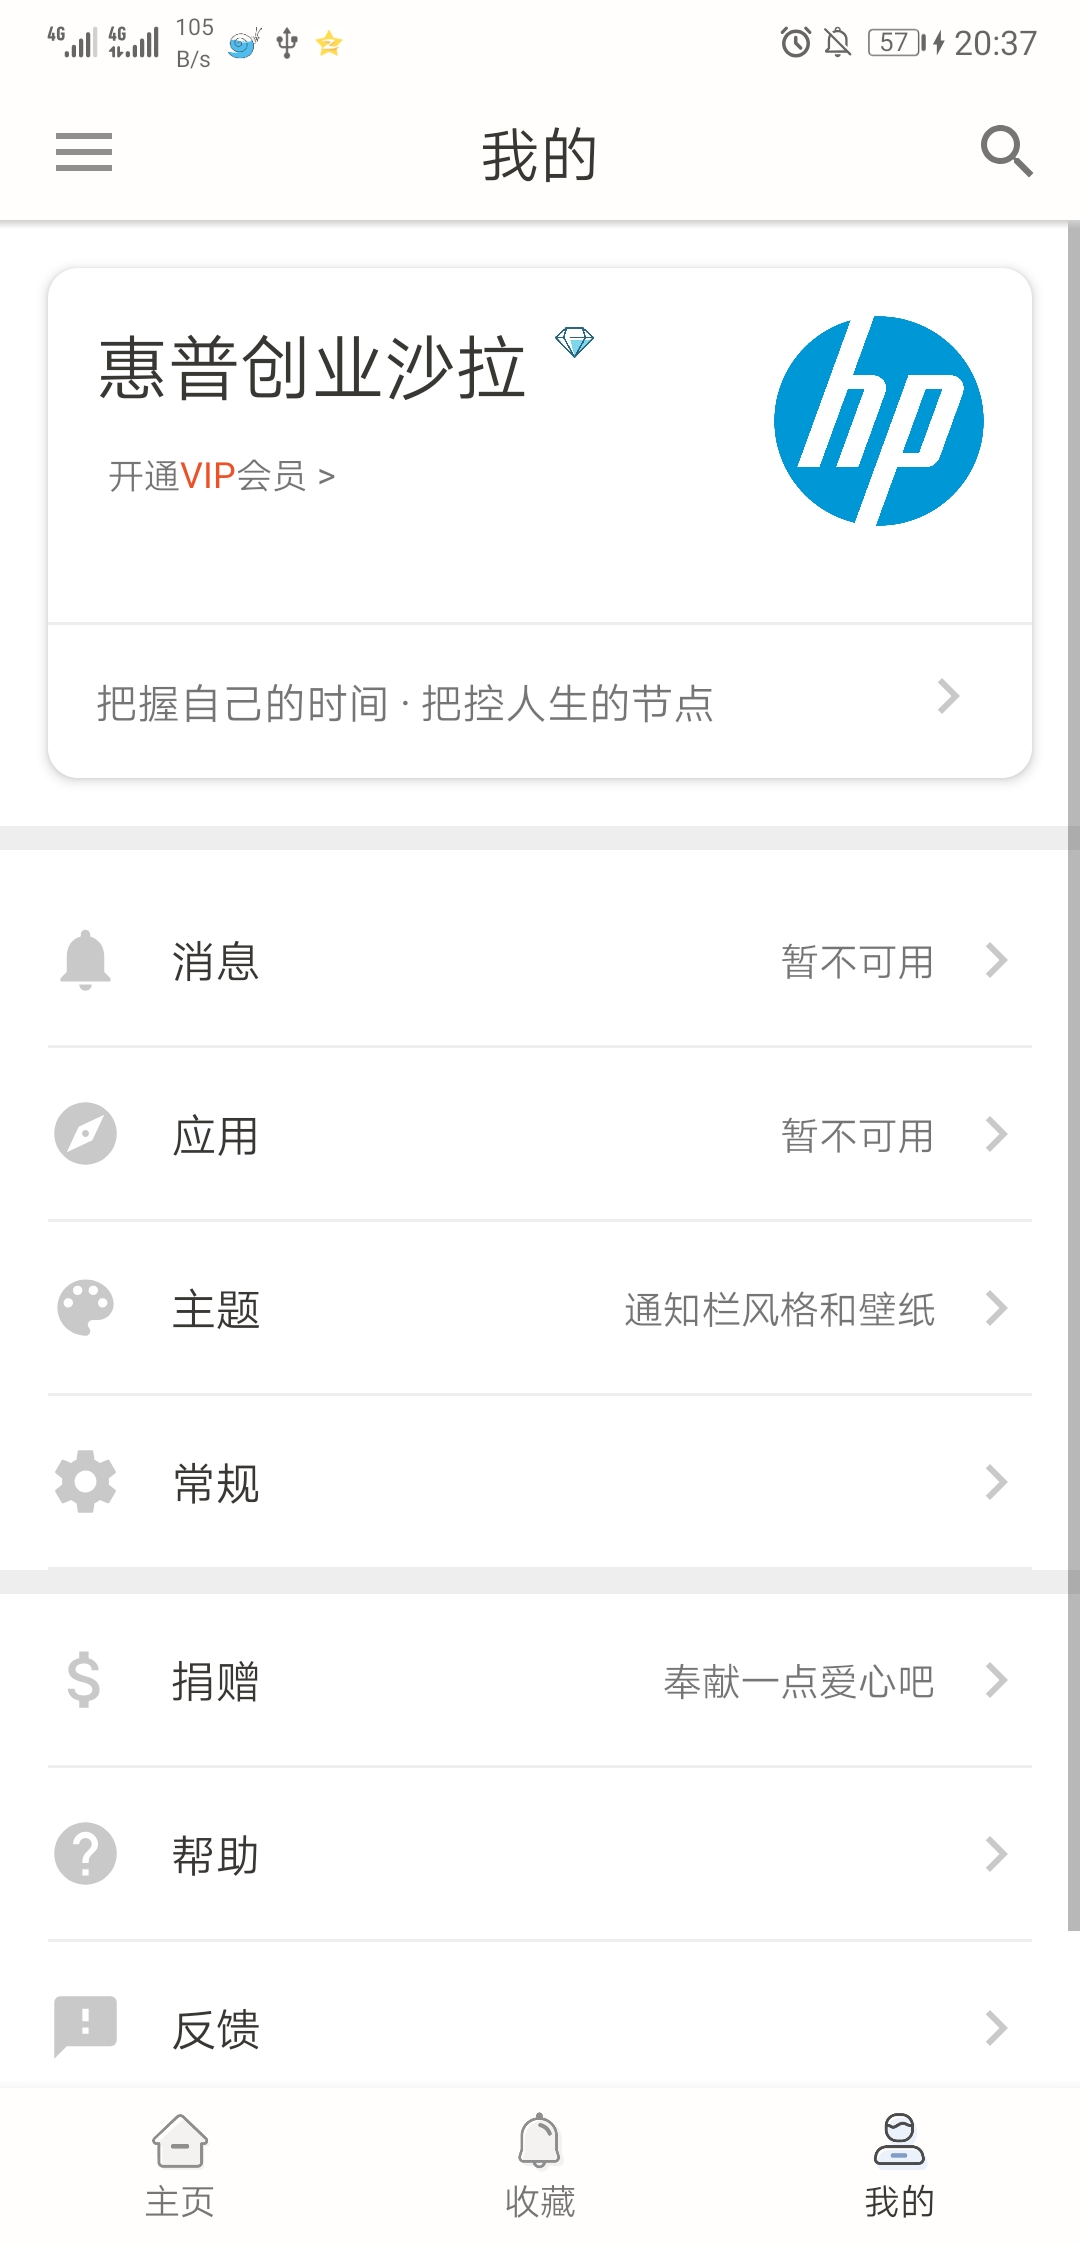 4G 4G 105 B/s 57 20:37
我的
惠普创业沙拉
hp
开通VIP会员 >
把握自己的时间 · 把控人生的节点
消息 暂不可用
应用 暂不可用
主题 通知栏风格和壁纸
常规
捐赠 奉献一点爱心吧
帮助
反馈
主页 收藏 我的